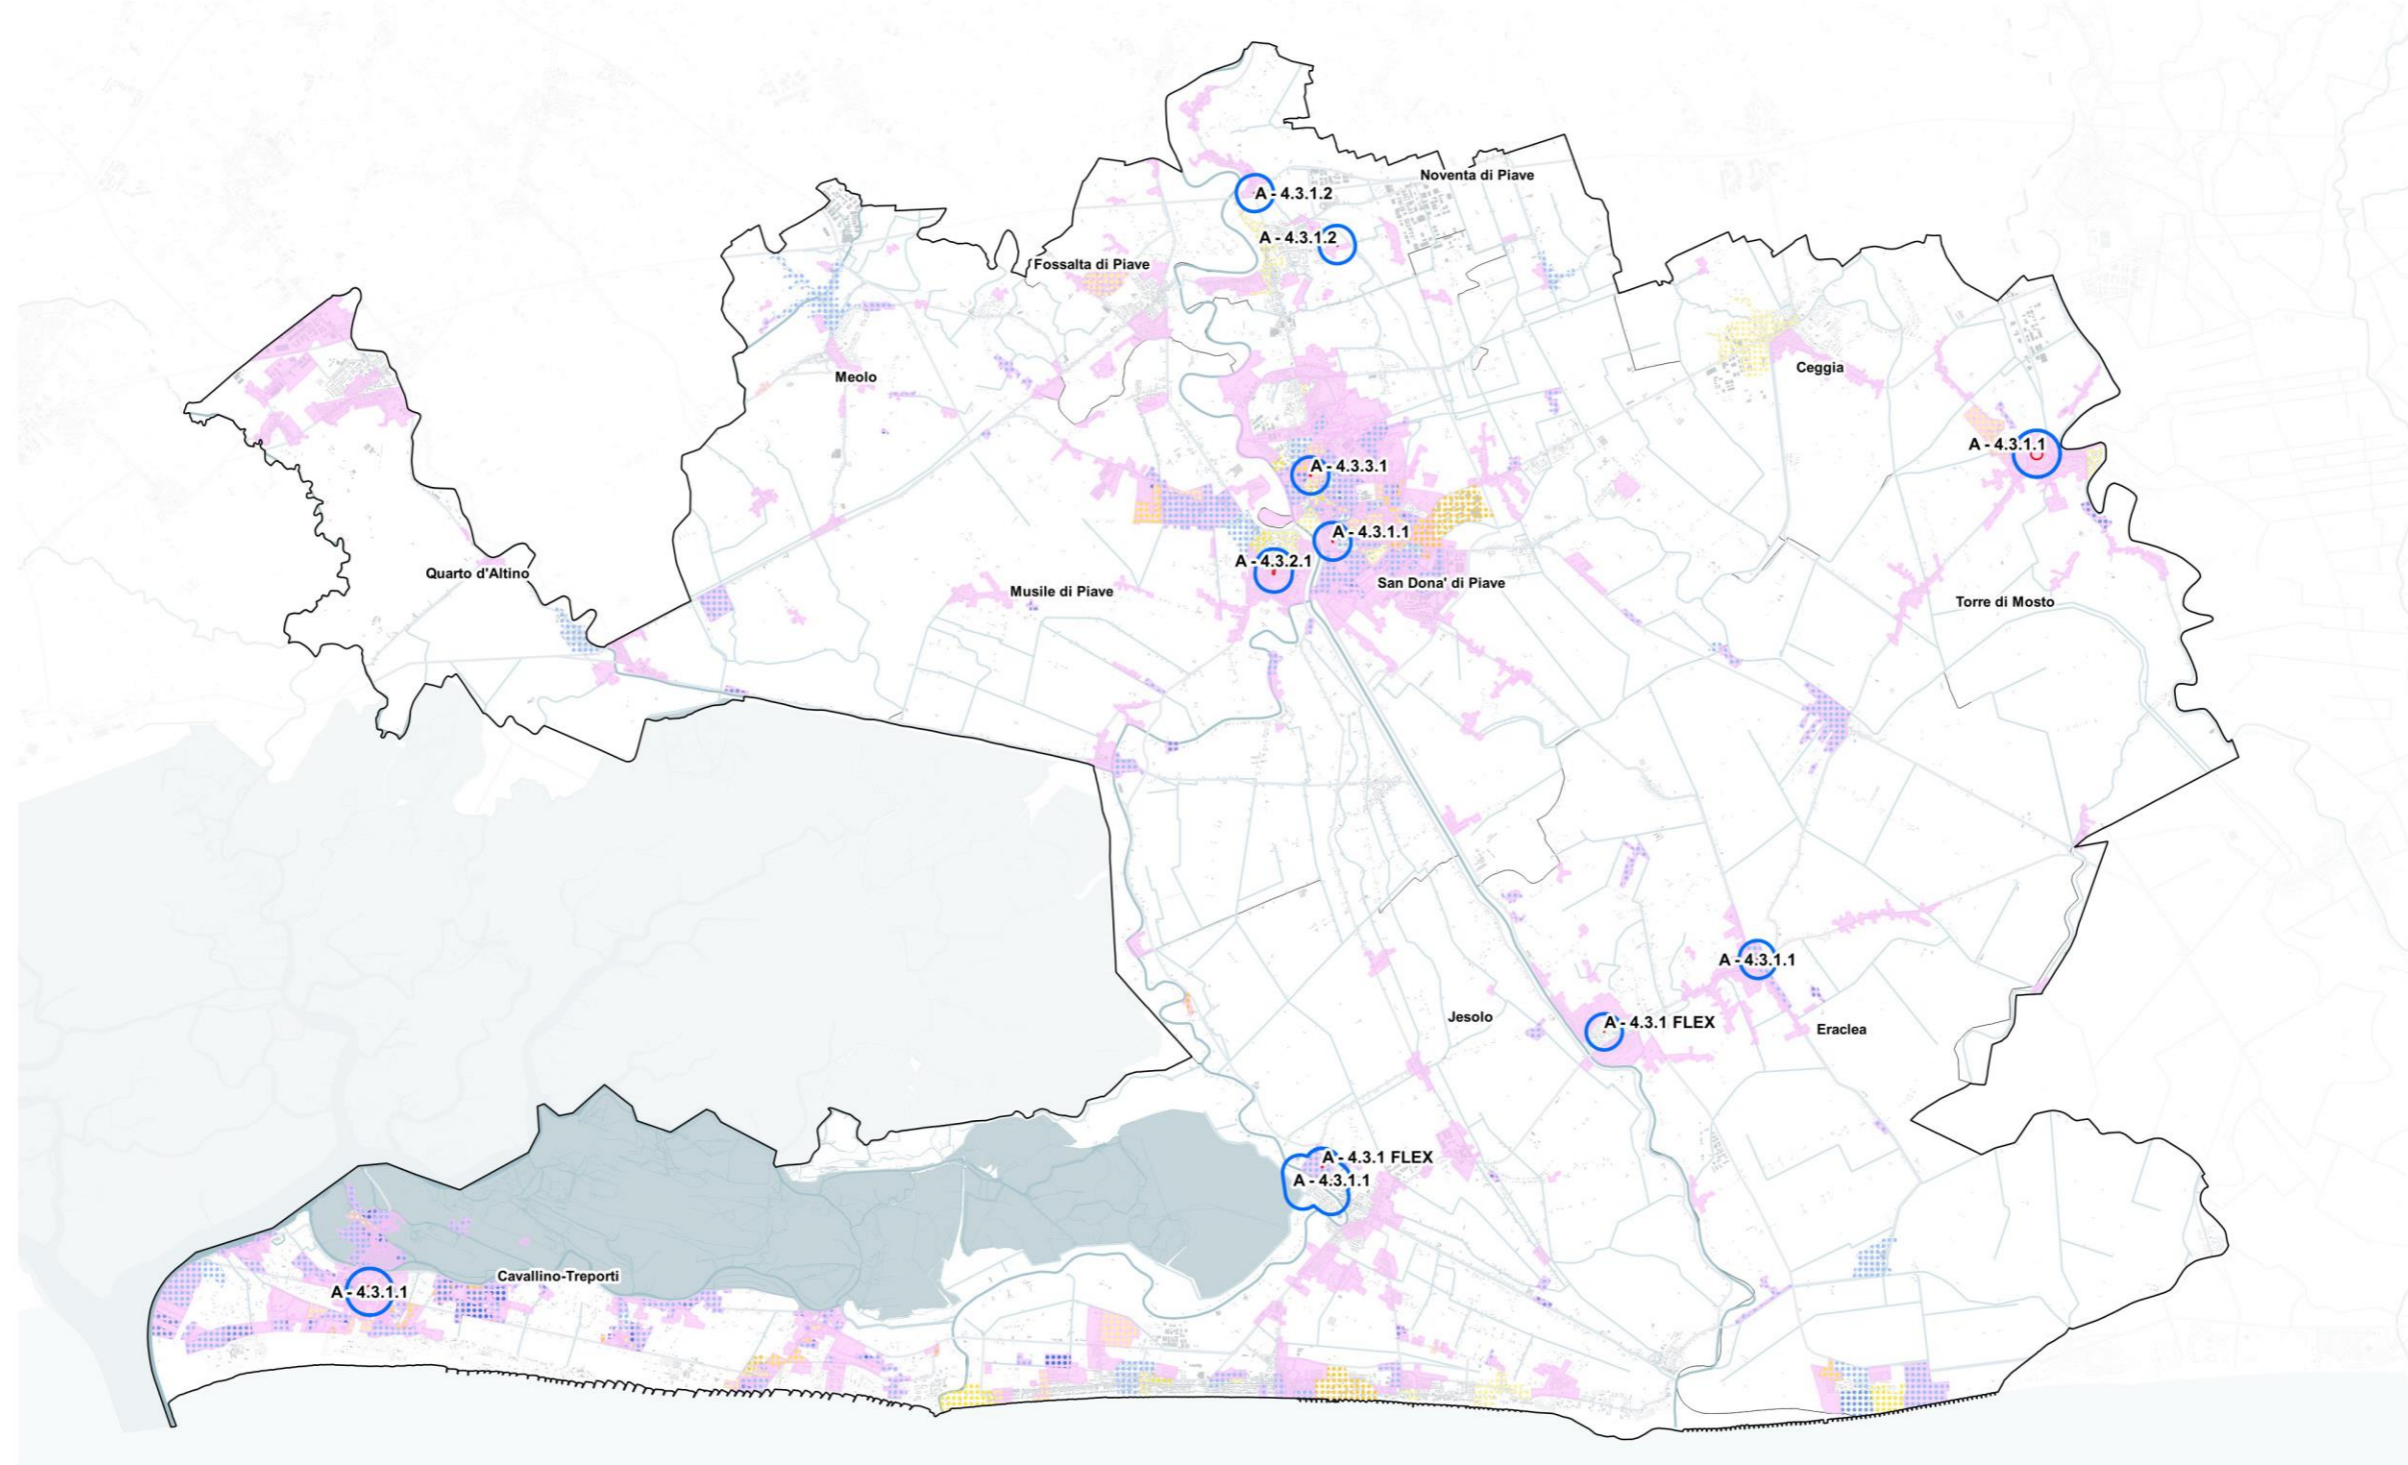 Noventa di Piave
A - 4.3.1.2
A - 4.3.1.2
Fossalta di Piave
Ceggia
Meolo
A - 4.3.1.1
A - 4.3.3.1
A - 4.3.1.1
A - 4.3.2.1
Quarto d'Altino
San Dona' di Piave
Musile di Piave
Torre di Mosto
A - 4.3.1.1
Jesolo
A - 4.3.1 FLEX
Eraclea
A - 4.3.1 FLEX
A - 4.3.1.1
Cavallino-Treporti
A - 4.3.1.1